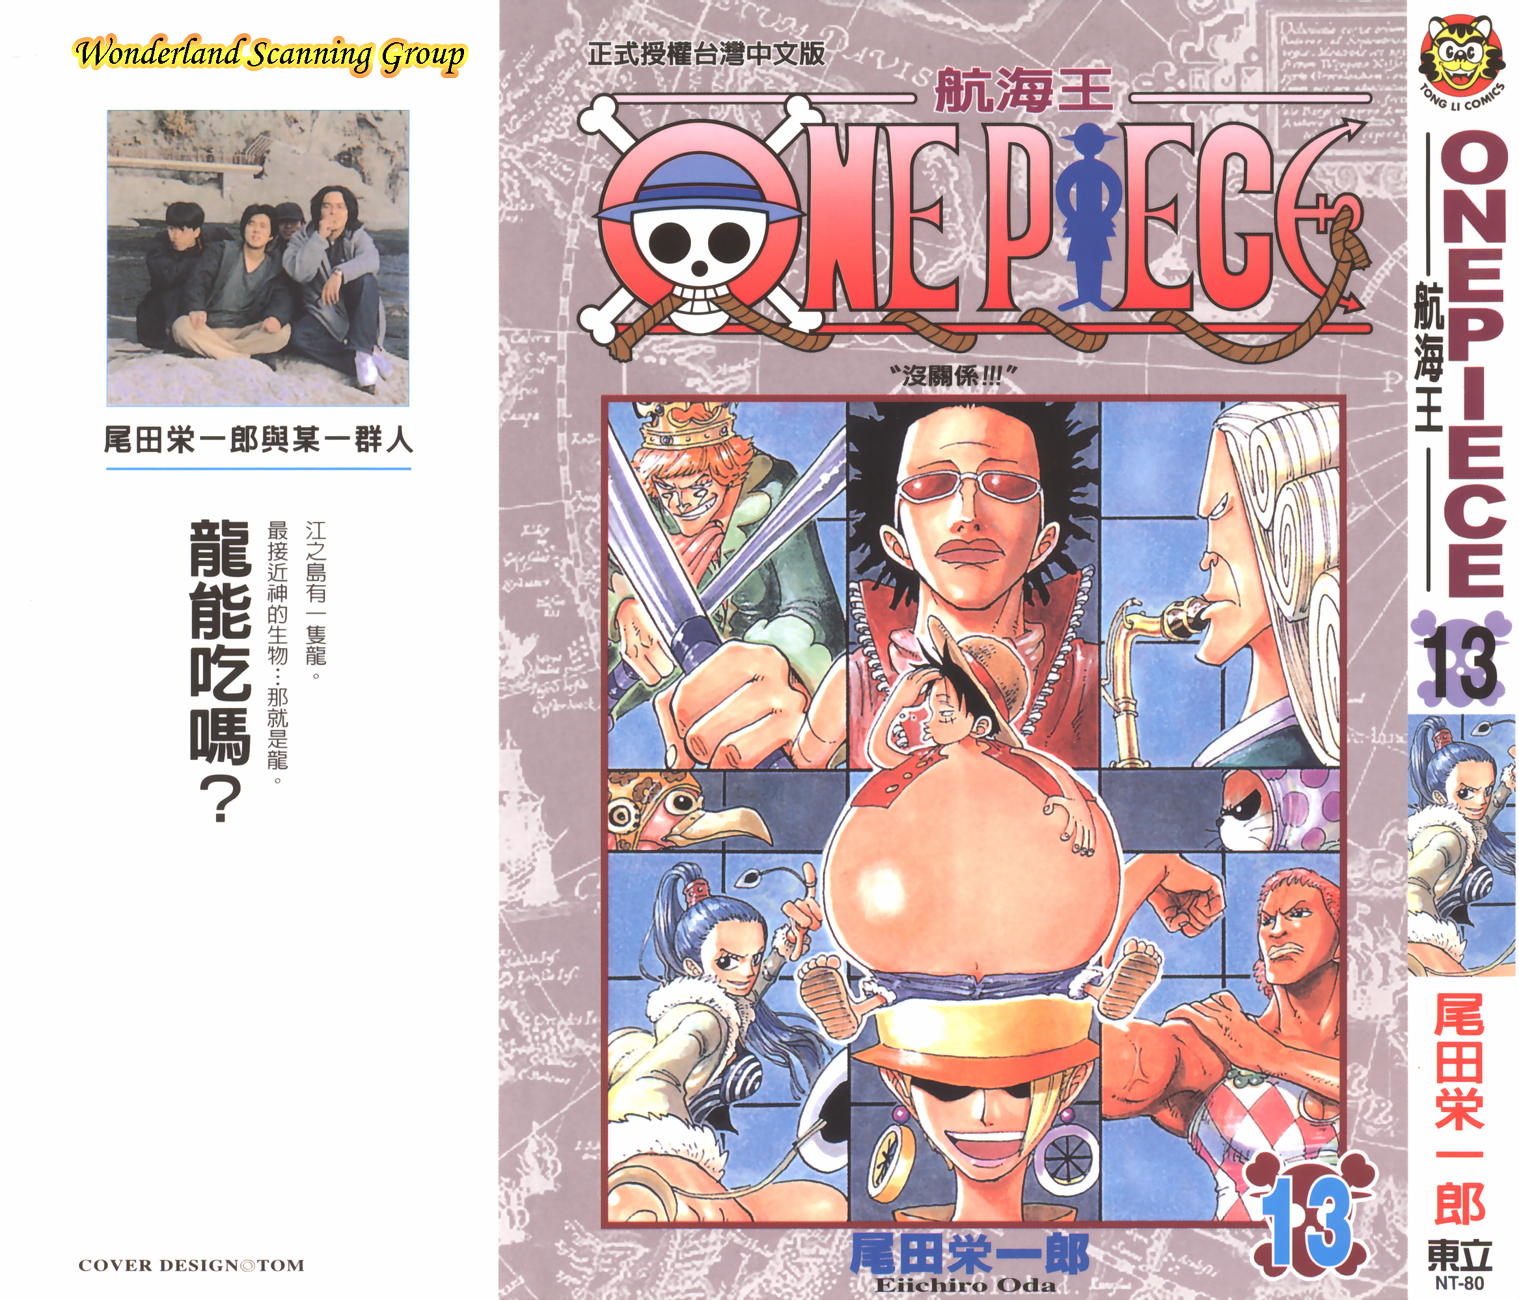 Wonderland Scanning Group
尾田栄一郎與某一群人
江之島有一隻龍。
最接近神的生物…那就是龍。
龍能吃嗎？
COVER DESIGN◎TOM
正式授權台灣中文版
航海王
ONE PIECE
“沒關係!!!”
13
尾田栄一郎
Eiichiro Oda
TONG LI COMICS
ONE PIECE
航海王
13
尾田栄一郎
東立
NT-80